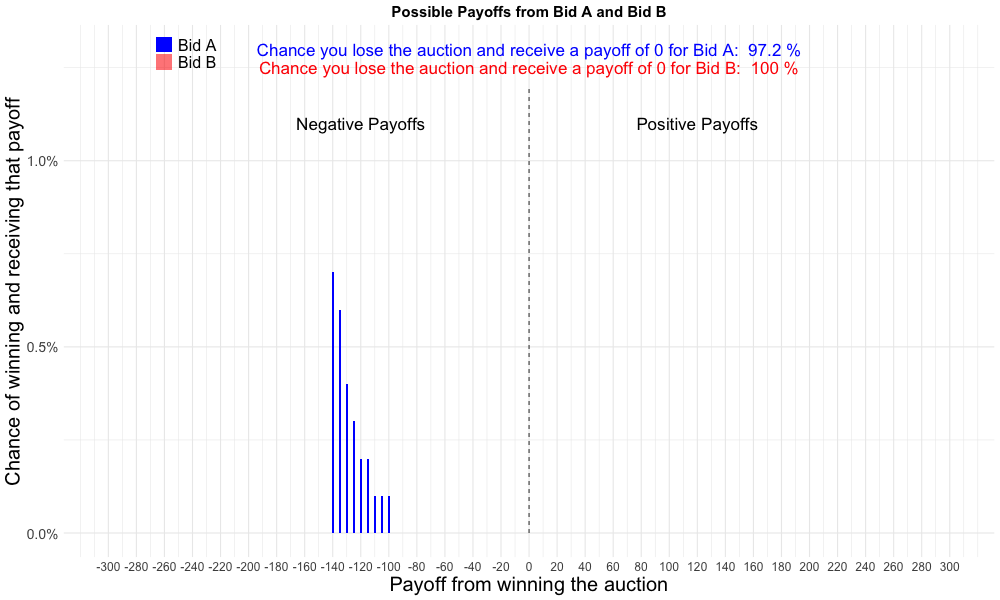 Possible Payoffs from Bid A and Bid B
Bid A
Bid B
Chance you lose the auction and receive a payoff of 0 for Bid A:  97.2 %
Chance you lose the auction and receive a payoff of 0 for Bid B:  100 %
Negative Payoffs
Positive Payoffs
Chance of winning and receiving that payoff
1.0%
0.5%
0.0%
-300 -280 -260 -240 -220 -200 -180 -160 -140 -120 -100 -80 -60 -40 -20 0 20 40 60 80 100 120 140 160 180 200 220 240 260 280 300
Payoff from winning the auction